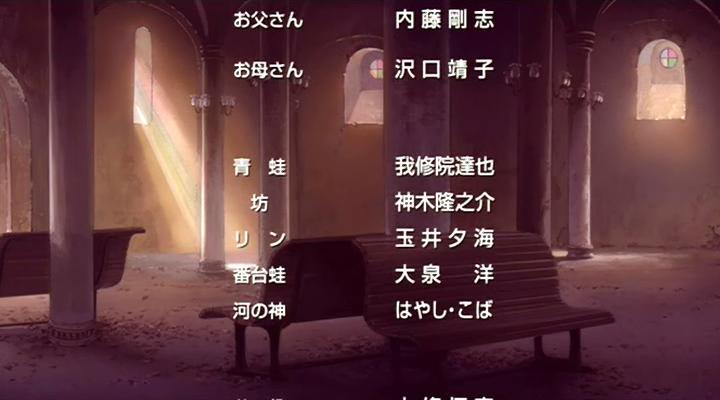 お父さん 内藤剛志
お母さん 沢口靖子
青蛙 我修院達也
坊 神木隆之介
リン 玉井夕海
番台蛙 大泉洋
河の神 はやし・こば